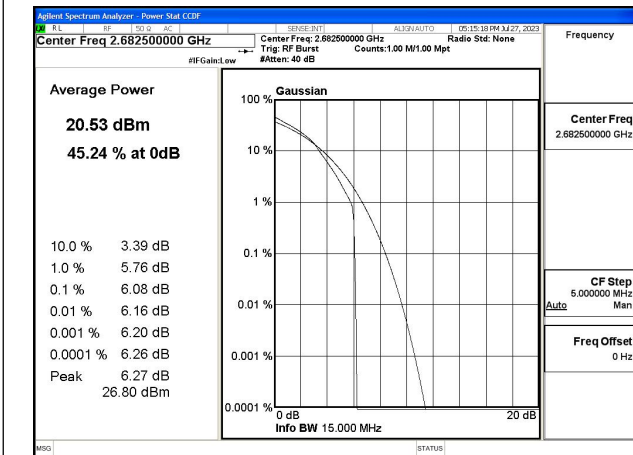 Agilent Spectrum Analyzer - Power Stat CCDF
LXI RL RF 50 Ω AC SENSE:INT ALIGN AUTO 05:15:18 PM Jul 27, 2023
Center Freq 2.682500000 GHz
Center Freq: 2.682500000 GHz Radio Std: None
Trig: RF Burst Counts:1.00 M/1.00 Mpt
#IFGain:Low #Atten: 40 dB
Frequency
Average Power
20.53 dBm
45.24 % at 0dB
10.0 % 3.39 dB
1.0 % 5.76 dB
0.1 % 6.08 dB
0.01 % 6.16 dB
0.001 % 6.20 dB
0.0001 % 6.26 dB
Peak 6.27 dB
26.80 dBm
Gaussian
100 %
10 %
1 %
0.1 %
0.01 %
0.001 %
0.0001 %
0 dB 20 dB
Info BW 15.000 MHz
Center Freq
2.682500000 GHz
CF Step
5.000000 MHz
Auto Man
Freq Offset
0 Hz
MSG STATUS